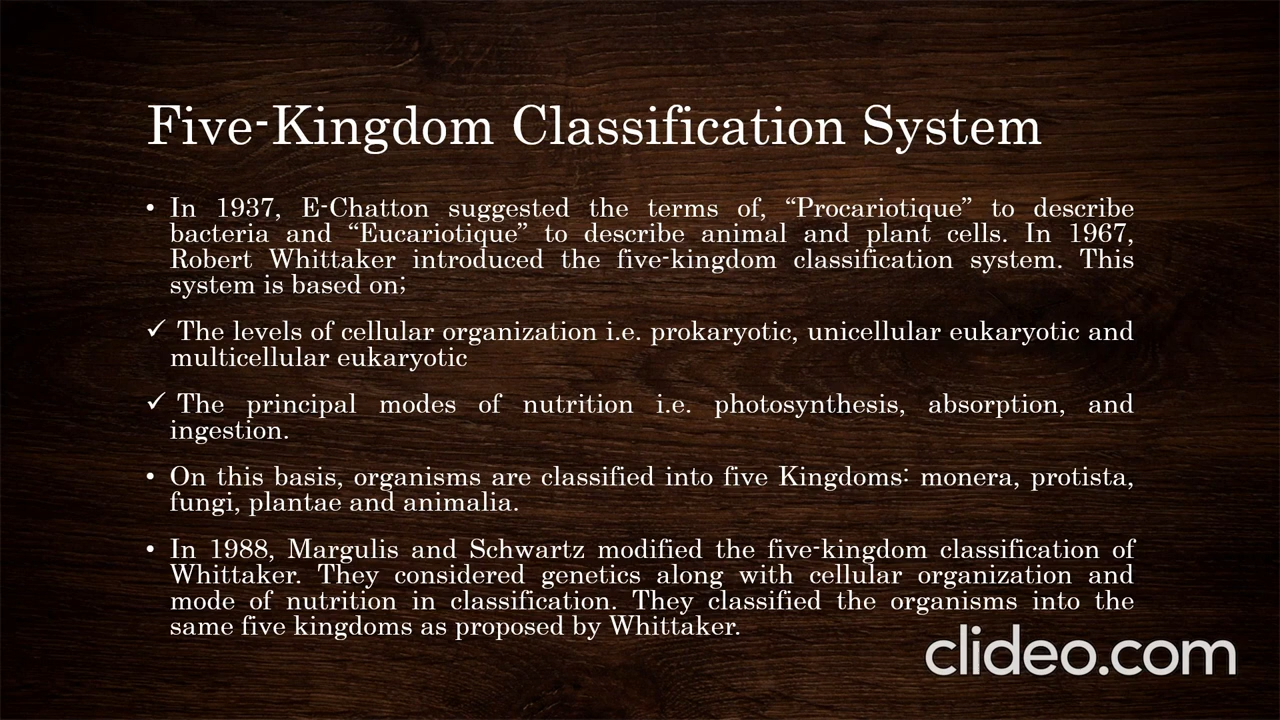 Five-Kingdom Classification System
• In 1937, E-Chatton suggested the terms of, “Procariotique” to describe
bacteria and “Eucariotique” to describe animal and plant cells. In 1967,
Robert Whittaker introduced the five-kingdom classification system. This
system is based on;
✓ The levels of cellular organization i.e. prokaryotic, unicellular eukaryotic and
multicellular eukaryotic
✓ The principal modes of nutrition i.e. photosynthesis, absorption, and
ingestion.
• On this basis, organisms are classified into five Kingdoms: monera, protista,
fungi, plantae and animalia.
• In 1988, Margulis and Schwartz modified the five-kingdom classification of
Whittaker. They considered genetics along with cellular organization and
mode of nutrition in classification. They classified the organisms into the
same five kingdoms as proposed by Whittaker.
clideo.com